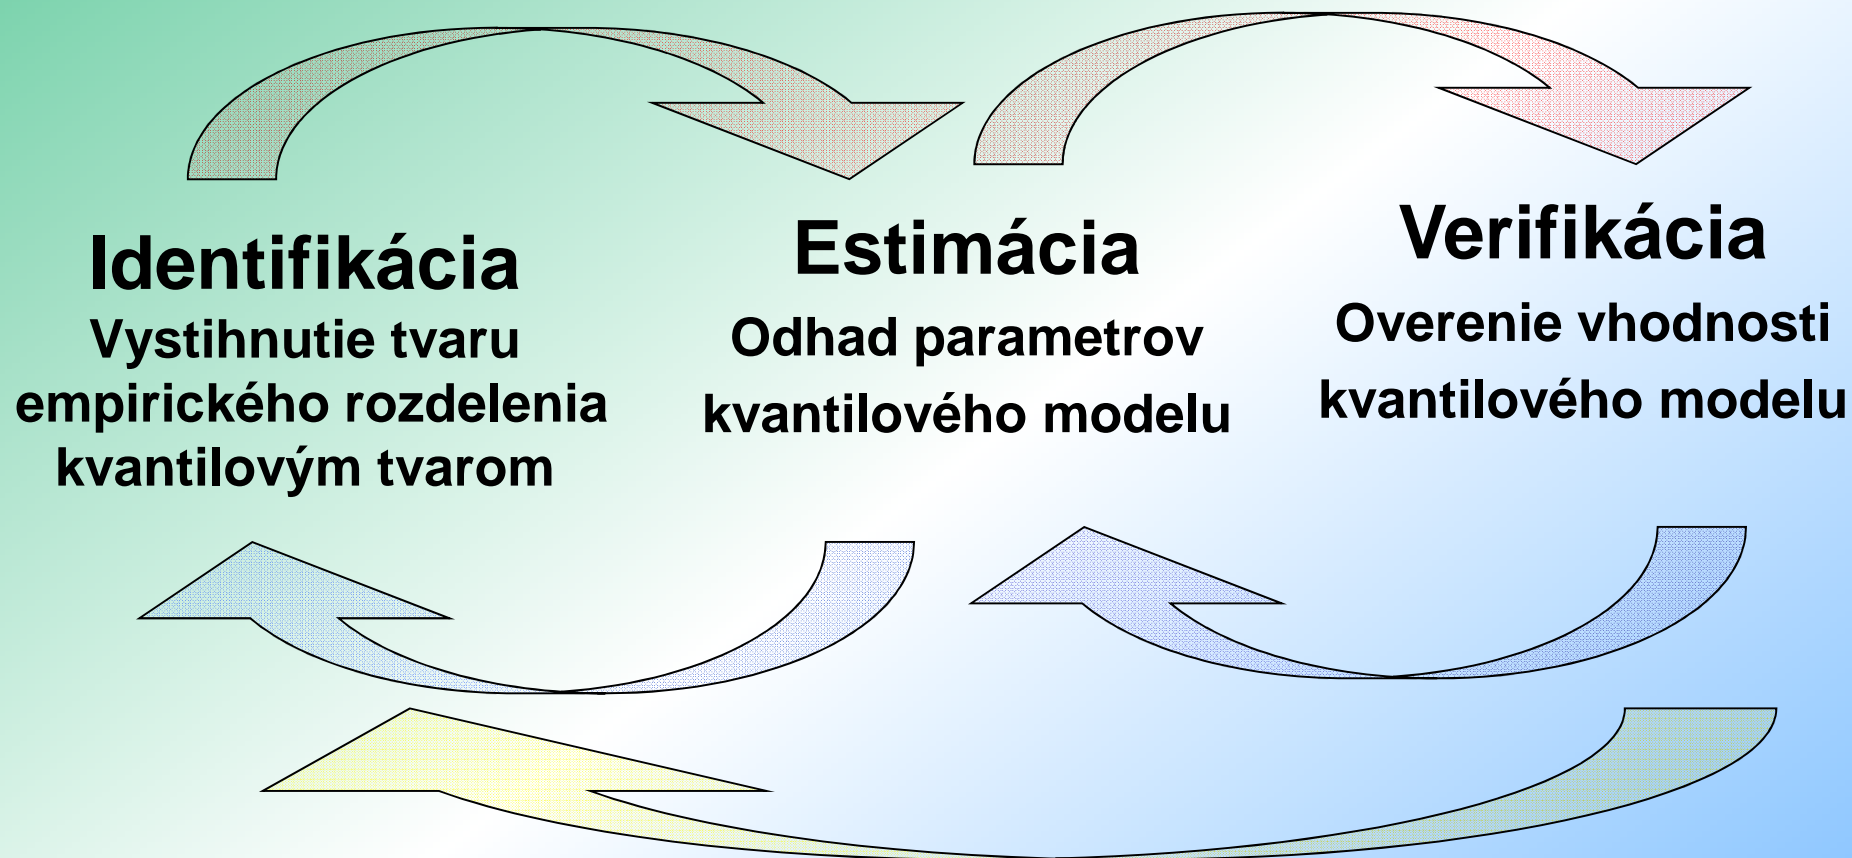 Identifikácia
Vystihnutie tvaru
empirického rozdelenia
kvantilovým tvarom
Estimácia
Odhad parametrov
kvantilového modelu
Verifikácia
Overenie vhodnosti
kvantilového modelu